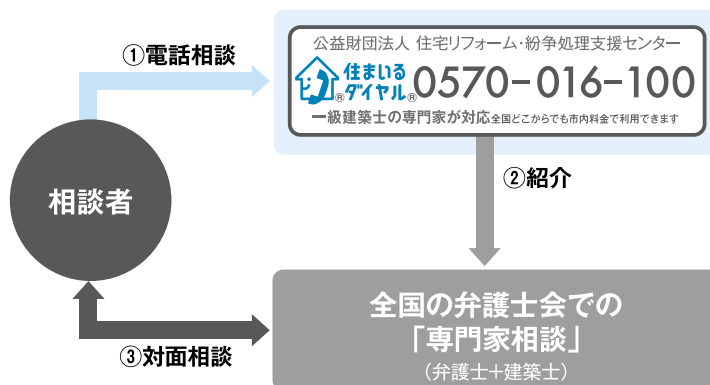 ①電話相談
公益財団法人 住宅リフォーム・紛争処理支援センター
住まいる
ダイヤル
®
®
0570-016-100
一級建築士の専門家が対応全国どこからでも市内料金で利用できます
②紹介
相談者
全国の弁護士会での
「専門家相談」
（弁護士＋建築士）
③対面相談